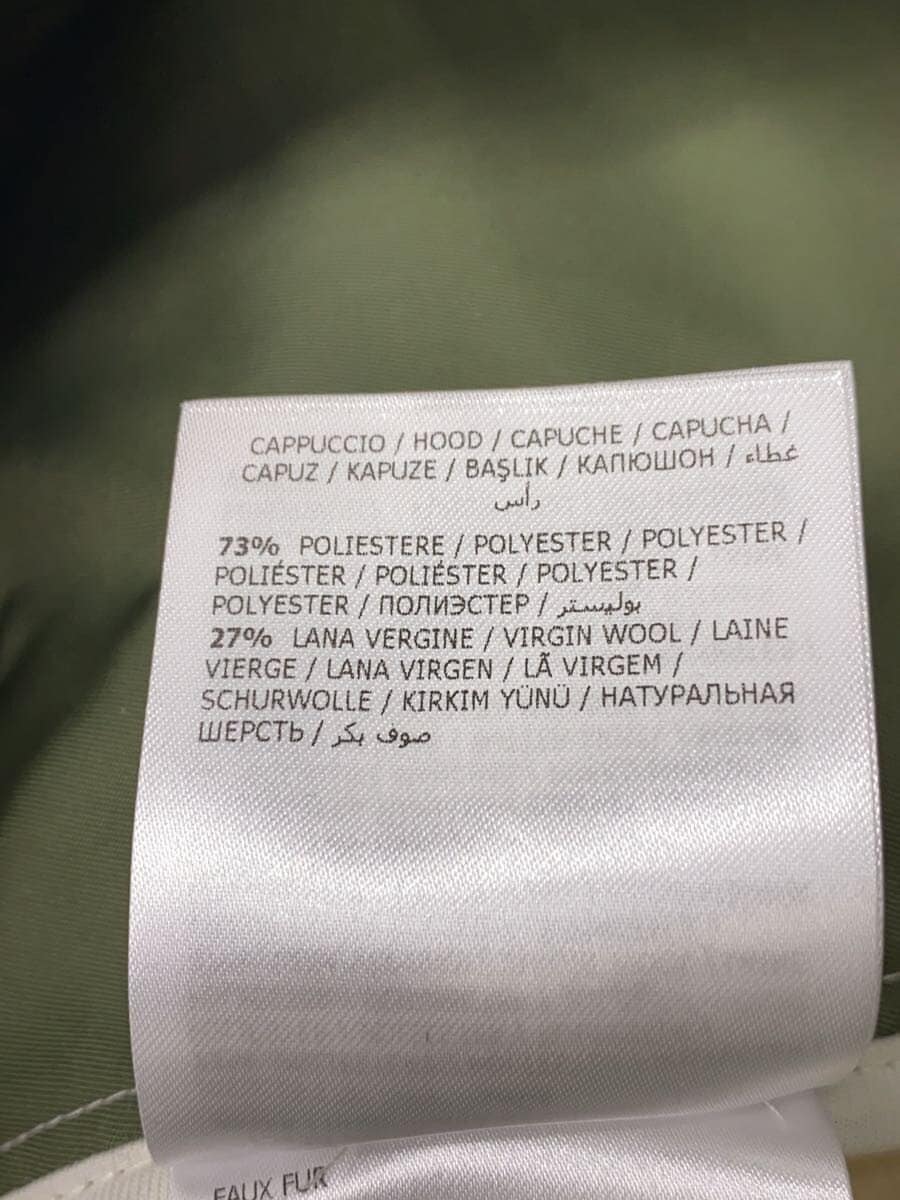 CAPPUCCIO / HOOD / CAPUCHE / CAPUCHA /
CAPUZ / KAPUZE / BAŞLIK / КАПЮШОН / غطاء
رأس
73% POLIESTERE / POLYESTER / POLYESTER /
POLIÉSTER / POLIÉSTER / POLYESTER /
POLYESTER / ПОЛИЭСТЕР / بوليستر
27% LANA VERGINE / VIRGIN WOOL / LAINE
VIERGE / LANA VIRGEN / LÃ VIRGEM /
SCHURWOLLE / KIRKIM YÜNÜ / НАТУРАЛЬНАЯ
ШЕРСТЬ / صوف بكر
FAUX FUR